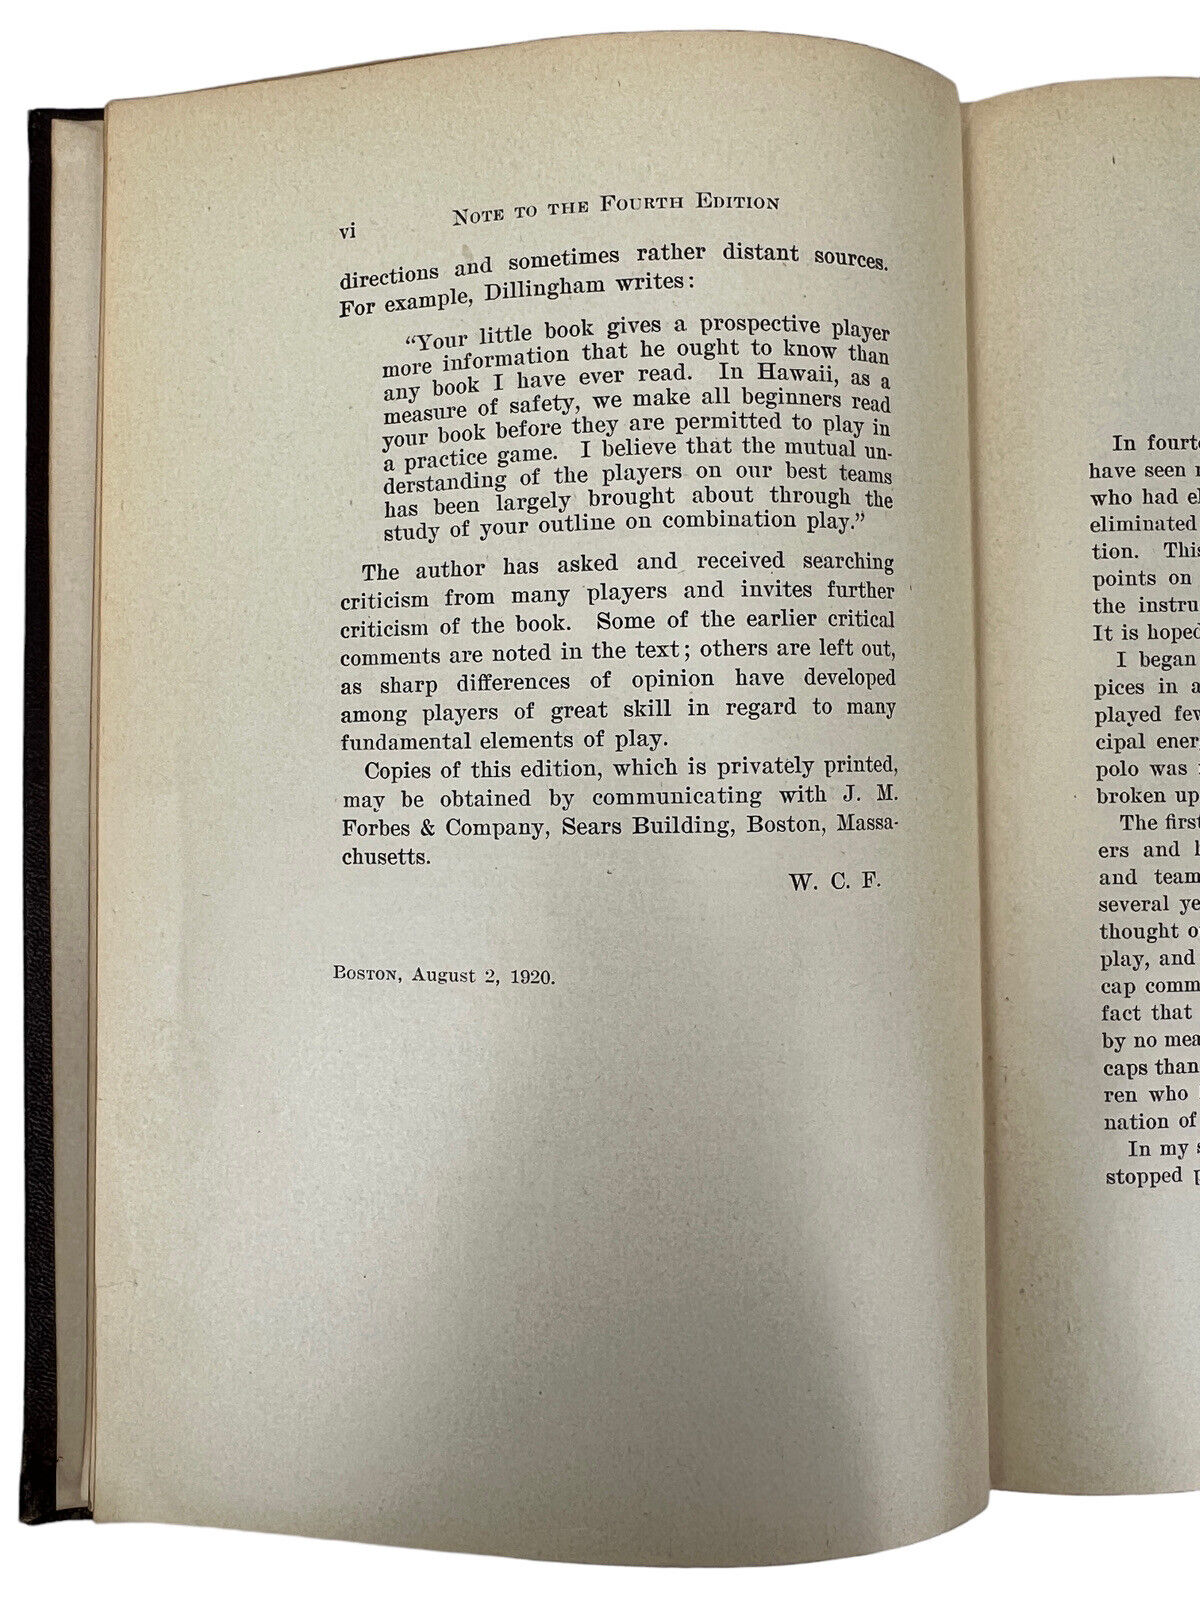 vi
NOTE TO THE FOURTH EDITION
directions and sometimes rather distant sources.
For example, Dillingham writes:
“Your little book gives a prospective player
more information that he ought to know than
any book I have ever read. In Hawaii, as a
measure of safety, we make all beginners read
your book before they are permitted to play in
a practice game. I believe that the mutual un-
derstanding of the players on our best teams
has been largely brought about through the
study of your outline on combination play.”
The author has asked and received searching
criticism from many players and invites further
criticism of the book. Some of the earlier critical
comments are noted in the text; others are left out,
as sharp differences of opinion have developed
among players of great skill in regard to many
fundamental elements of play.
Copies of this edition, which is privately printed,
may be obtained by communicating with J. M.
Forbes & Company, Sears Building, Boston, Massa-
chusetts.
W. C. F.
BOSTON, August 2, 1920.
In
have seen
who had
eliminated
tion. This
points on
the
It is
I began
pices in
played
cipal
polo was
broken up
The
ers and
and team
several
thought
play, and
cap
fact that
by no
caps than
ren who
nation of
In my
stopped